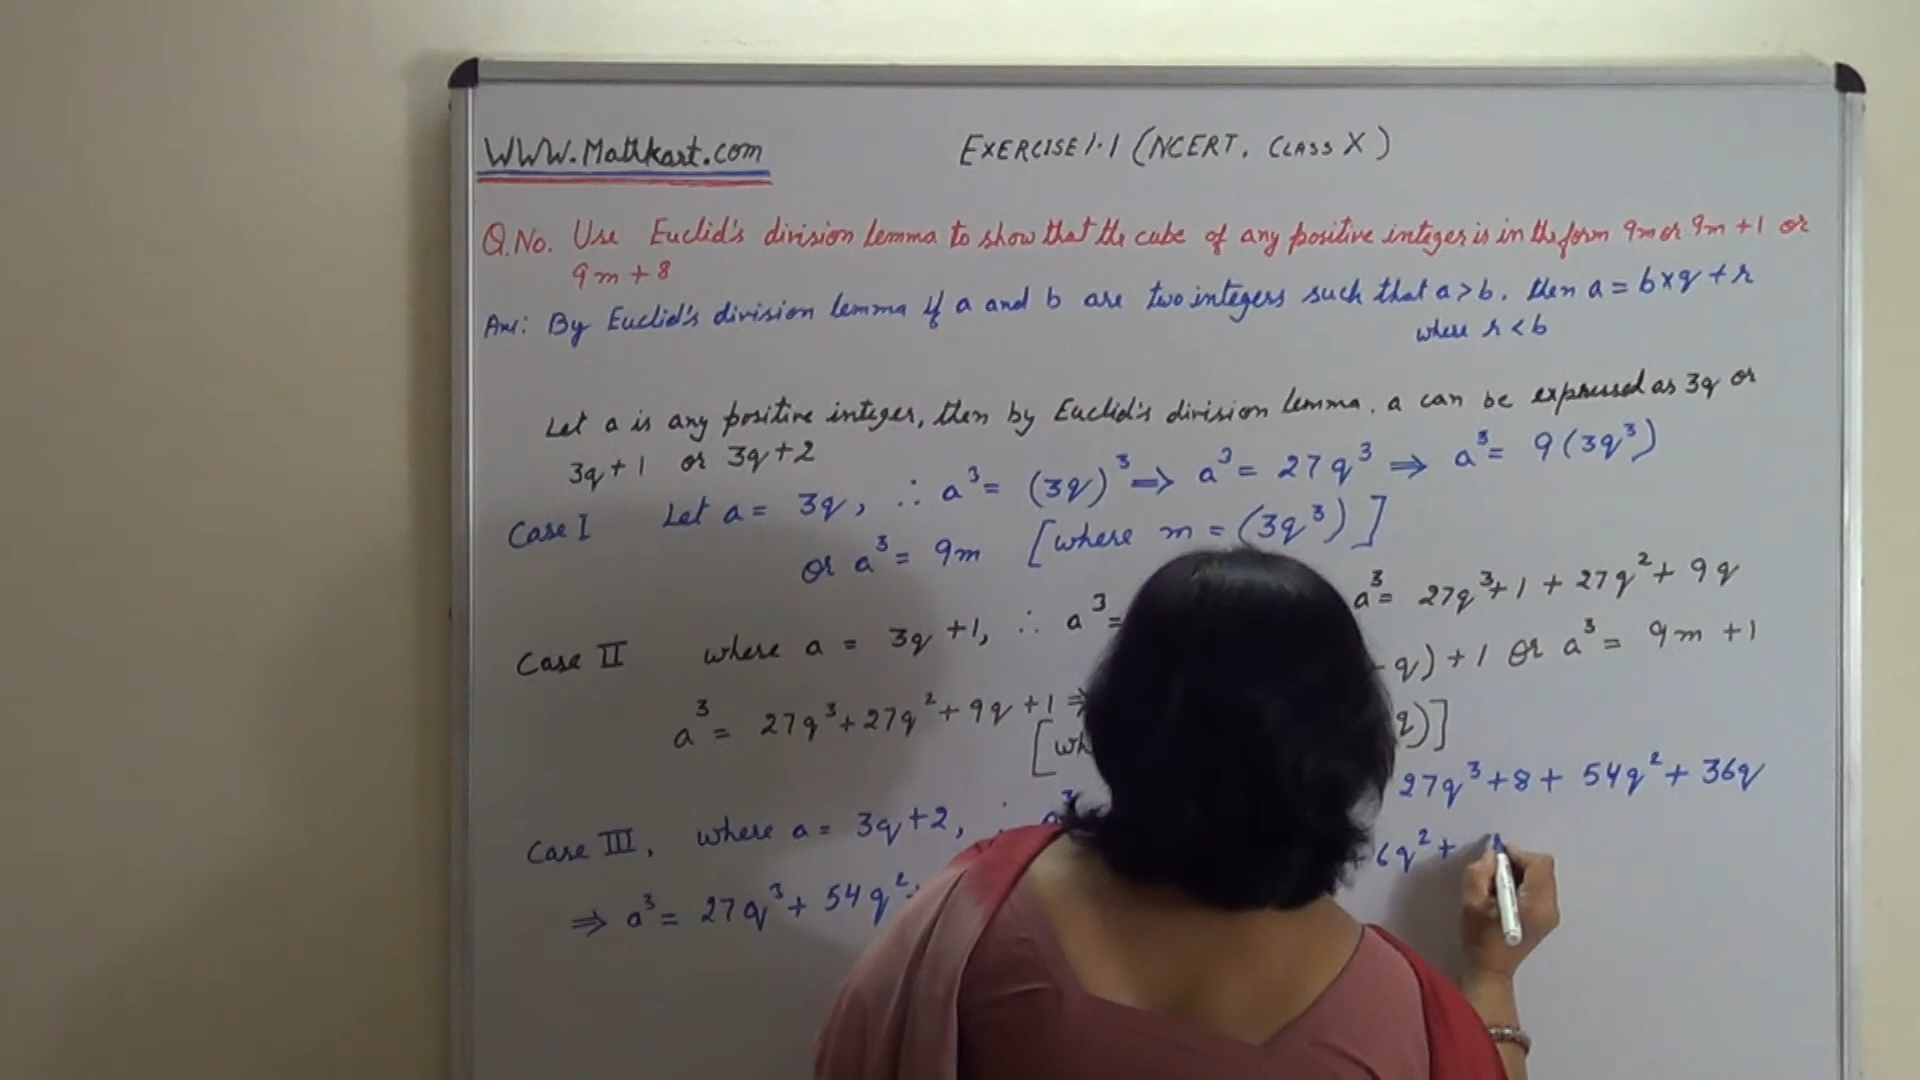 WWW.Mathkart.com
EXERCISE 1.1 (NCERT, CLASS X)
Q.No. Use Euclid's division lemma to show that the cube of any positive integer is in the form 9m or 9m + 1 or
9m + 8
Ans: By Euclid's division lemma if a and b are two integers such that a > b, then a = b × q + r
where r < b
Let a is any positive integer, then by Euclid's division lemma, a can be expressed as 3q or
3q + 1 or 3q + 2
Case I Let a = 3q, ∴ a³ = (3q)³ ⇒ a³ = 27q³ ⇒ a³ = 9(3q³)
or a³ = 9m [where m = (3q³)]
Case II where a = 3q + 1, ∴ a³ = a³ = 27q³ + 1 + 27q² + 9q
a³ = 27q³ + 27q² + 9q + 1 ⇒ q) + 1 or a³ = 9m + 1
[wh q)]
Case III, where a = 3q + 2, ∴ a³ 27q³ + 8 + 54q² + 36q
⇒ a³ = 27q³ + 54q² + 6q² +